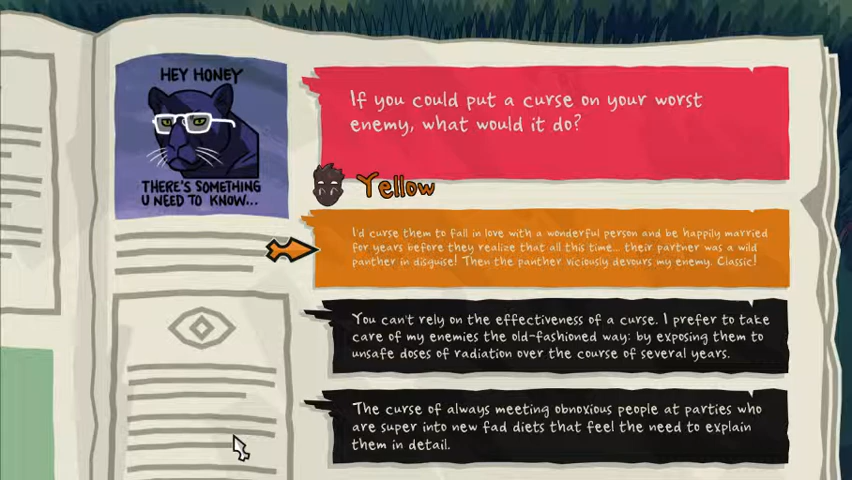 HEY HONEY
THERE'S SOMETHING
U NEED TO KNOW...
If you could put a curse on your worst
enemy, what would it do?
Yellow
I'd curse them to fall in love with a wonderful person and be happily married
for years before they realize that all this time... their partner was a wild
panther in disguise! Then the panther viciously devours my enemy. Classic!
You can't rely on the effectiveness of a curse. I prefer to take
care of my enemies the old-fashioned way: by exposing them to
unsafe doses of radiation over the course of several years.
The curse of always meeting obnoxious people at parties who
are super into new fad diets that feel the need to explain
them in detail.